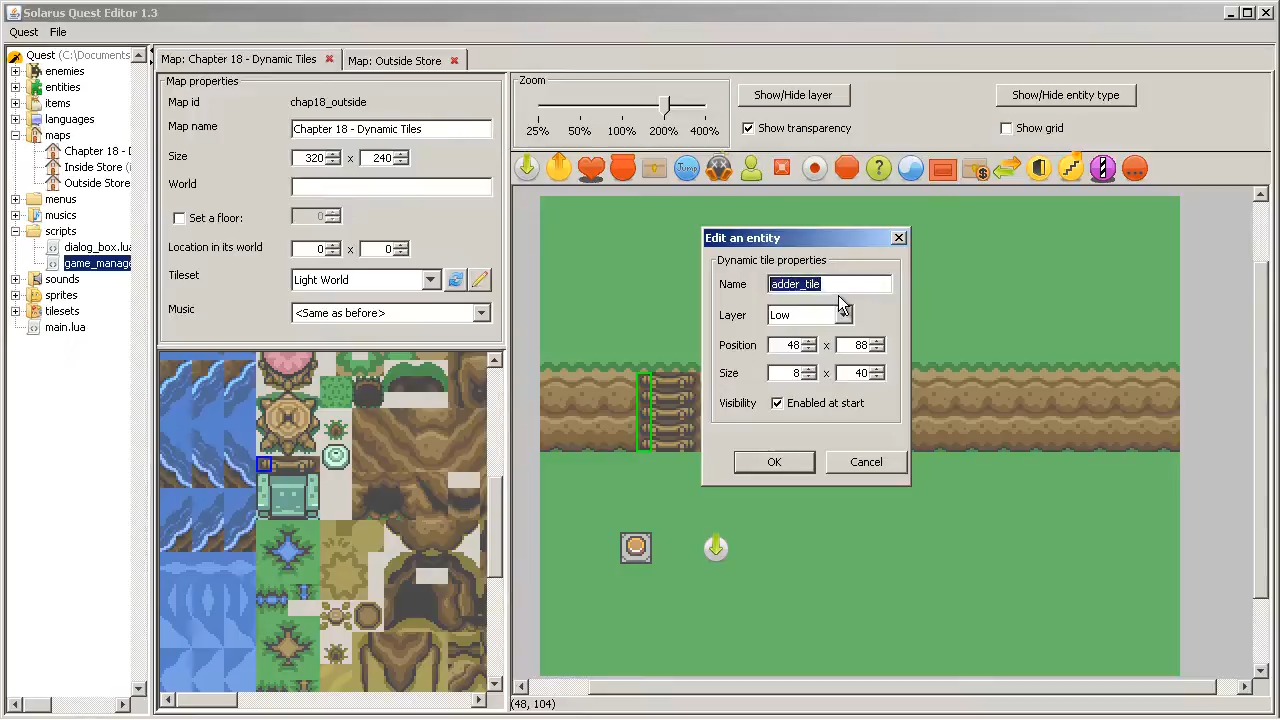 Solarus Quest Editor 1.3
Quest File
Quest (C:\Documents
enemies
entities
items
languages
maps
Chapter 18 - I
Inside Store (
Outside Store
menus
musics
scripts
dialog_box.lua
game_manage
sounds
sprites
tilesets
main.lua
Map: Chapter 18 - Dynamic Tiles
Map: Outside Store
Map properties
Map id chap18_outside
Map name Chapter 18 - Dynamic Tiles
Size 320 x 240
World
Set a floor: 0
Location in its world 0 x 0
Tileset Light World
Music <Same as before>
Zoom
25% 50% 100% 200% 400%
Show/Hide layer
Show transparency
Show/Hide entity type
Show grid
Jump
?
$
Edit an entity
Dynamic tile properties
Name adder_tile
Layer Low
Position 48 x 88
Size 8 x 40
Visibility Enabled at start
OK Cancel
(48, 104)